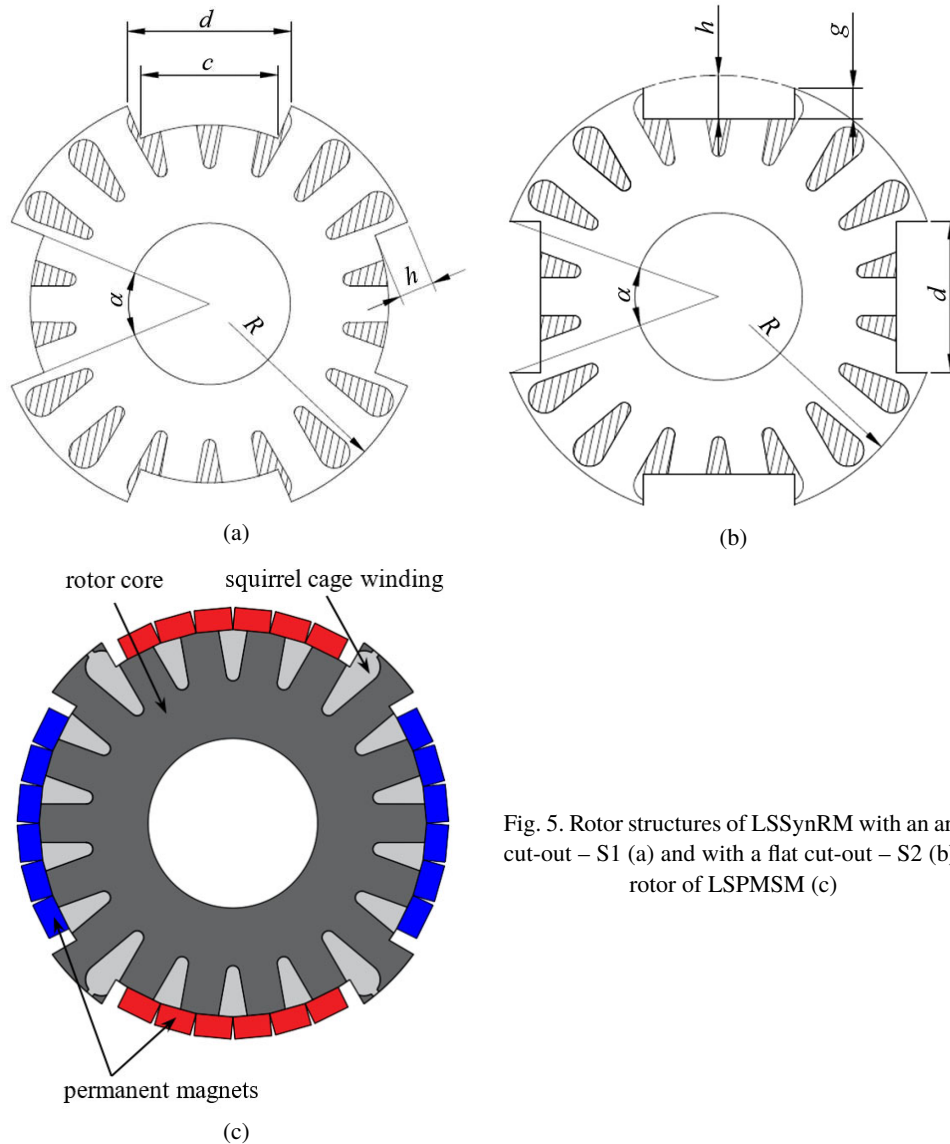 d
c
h
α
R
(a)
h
g
d
α
R
(b)
rotor core
squirrel cage winding
permanent magnets
(c)
Fig. 5. Rotor structures of LSSynRM with an
cut-out – S1 (a) and with a flat cut-out – S2 (b)
rotor of LSPMSM (c)